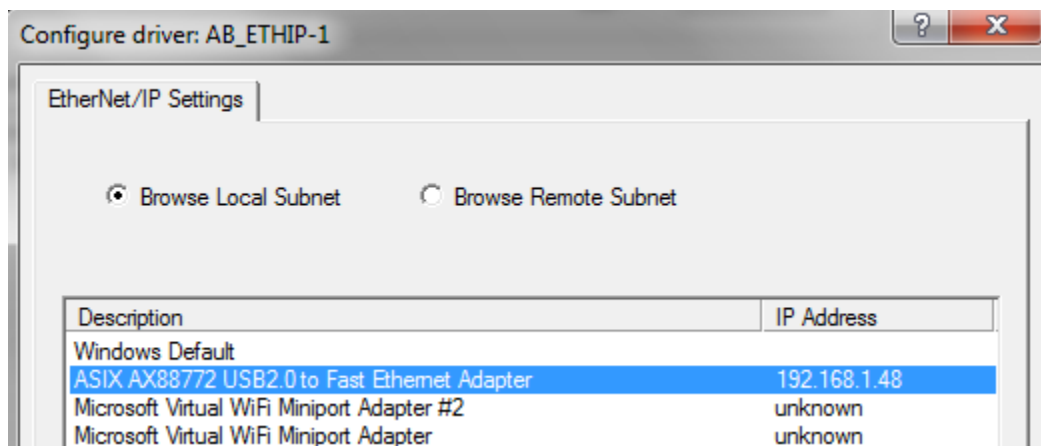 Configure driver: AB_ETHIP-1
EtherNet/IP Settings
Browse Local Subnet Browse Remote Subnet
Description IP Address
Windows Default
ASIX AX88772 USB2.0 to Fast Ethernet Adapter 192.168.1.48
Microsoft Virtual WiFi Miniport Adapter #2 unknown
Microsoft Virtual WiFi Miniport Adapter unknown